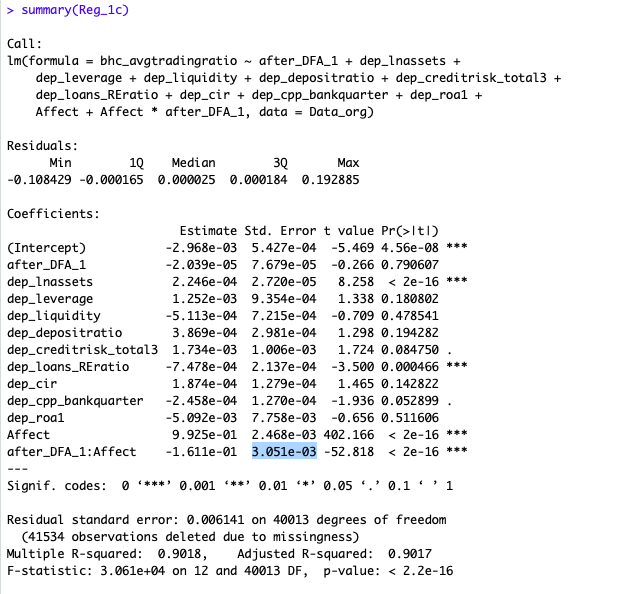 > summary(Reg_1c)

Call:
lm(formula = bhc_avgtradingratio ~ after_DFA_1 + dep_lnassets +
    dep_leverage + dep_liquidity + dep_depositratio + dep_creditrisk_total3 +
    dep_loans_REratio + dep_cir + dep_cpp_bankquarter + dep_roa1 +
    Affect + Affect * after_DFA_1, data = Data_org)

Residuals:
      Min        1Q    Median        3Q       Max
-0.108429 -0.000165  0.000025  0.000184  0.192885

Coefficients:
                        Estimate Std. Error t value Pr(>|t|)
(Intercept)           -2.968e-03  5.427e-04  -5.469 4.56e-08 ***
after_DFA_1           -2.039e-05  7.679e-05  -0.266 0.790607
dep_lnassets           2.246e-04  2.720e-05   8.258  < 2e-16 ***
dep_leverage           1.252e-03  9.354e-04   1.338 0.180802
dep_liquidity         -5.113e-04  7.215e-04  -0.709 0.478541
dep_depositratio       3.869e-04  2.981e-04   1.298 0.194282
dep_creditrisk_total3  1.734e-03  1.006e-03   1.724 0.084750 .
dep_loans_REratio     -7.478e-04  2.137e-04  -3.500 0.000466 ***
dep_cir                1.874e-04  1.279e-04   1.465 0.142822
dep_cpp_bankquarter   -2.458e-04  1.270e-04  -1.936 0.052899 .
dep_roa1              -5.092e-03  7.758e-03  -0.656 0.511606
Affect                 9.925e-01  2.468e-03 402.166  < 2e-16 ***
after_DFA_1:Affect    -1.611e-01  3.051e-03 -52.818  < 2e-16 ***
---
Signif. codes:  0 ‘***’ 0.001 ‘**’ 0.01 ‘*’ 0.05 ‘.’ 0.1 ‘ ’ 1

Residual standard error: 0.006141 on 40013 degrees of freedom
  (41534 observations deleted due to missingness)
Multiple R-squared:  0.9018,	Adjusted R-squared:  0.9017
F-statistic: 3.061e+04 on 12 and 40013 DF,  p-value: < 2.2e-16